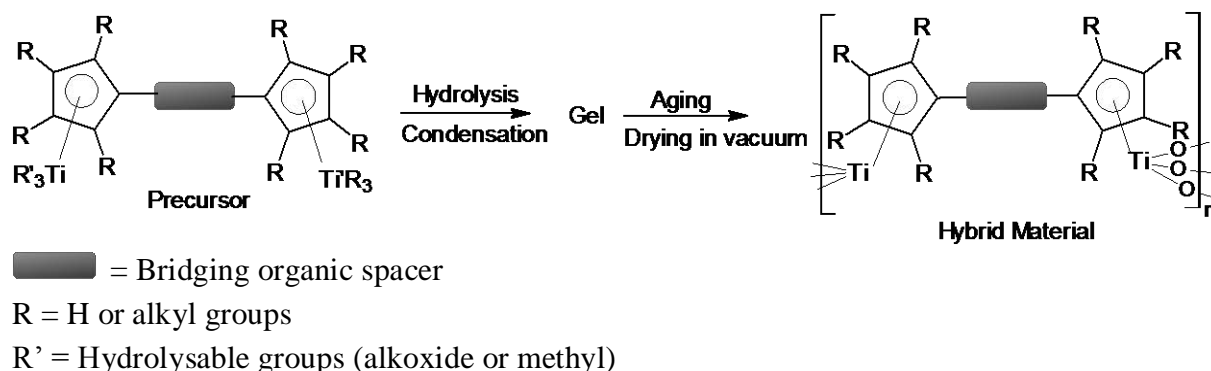 R R R R
R R R R
Hydrolysis
Condensation
Gel
Aging
Drying in vacuum
R'₃Ti
Ti'R₃
Precursor
R R R R
R R R R
Ti
Ti
O
O
O
Hybrid Material
= Bridging organic spacer
R = H or alkyl groups
R’ = Hydrolysable groups (alkoxide or methyl)